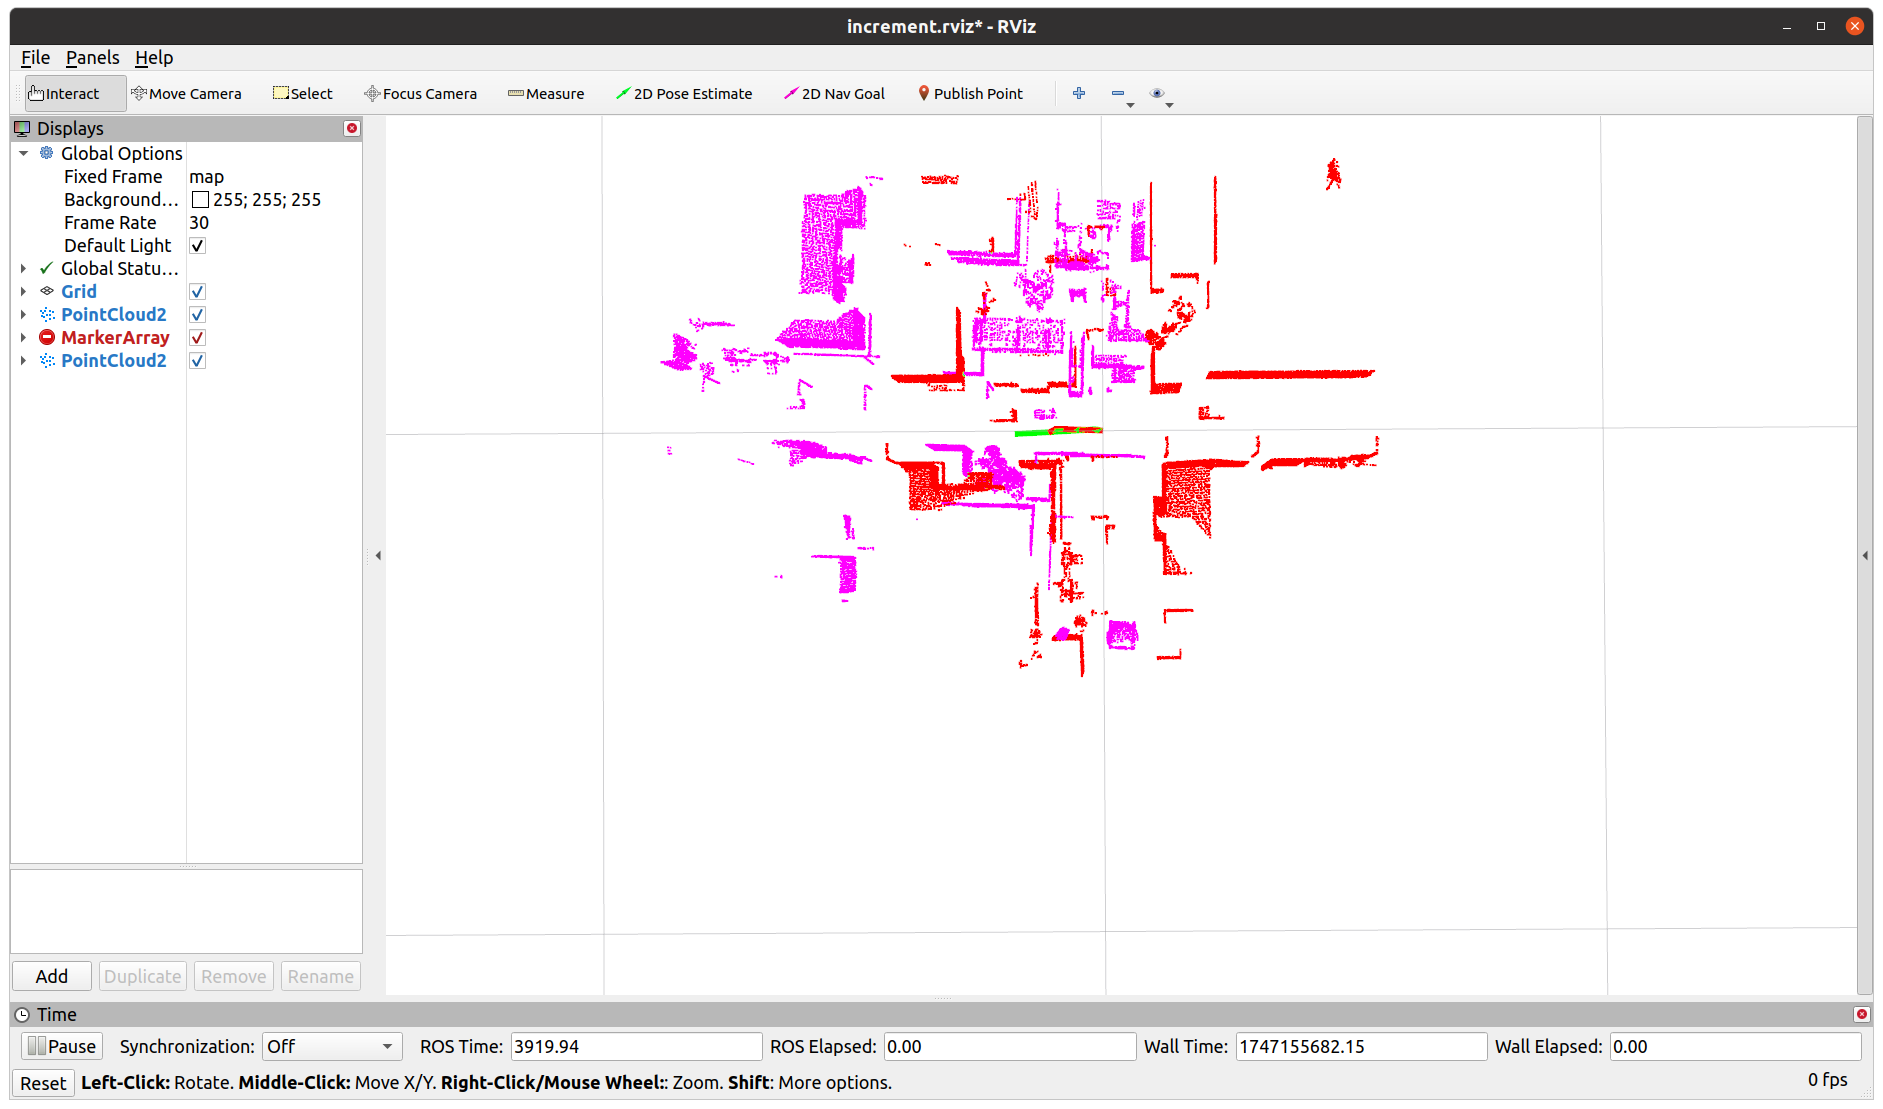 increment.rviz* - RViz
File Panels Help
Interact Move Camera Select Focus Camera Measure 2D Pose Estimate 2D Nav Goal Publish Point
Displays
Global Options
Fixed Frame map
Background... 255; 255; 255
Frame Rate 30
Default Light
Global Statu...
Grid
PointCloud2
MarkerArray
PointCloud2
Add Duplicate Remove Rename
Time
Pause Synchronization: Off ROS Time: 3919.94 ROS Elapsed: 0.00 Wall Time: 1747155682.15 Wall Elapsed: 0.00
Reset Left-Click: Rotate. Middle-Click: Move X/Y. Right-Click/Mouse Wheel:: Zoom. Shift: More options. 0 fps